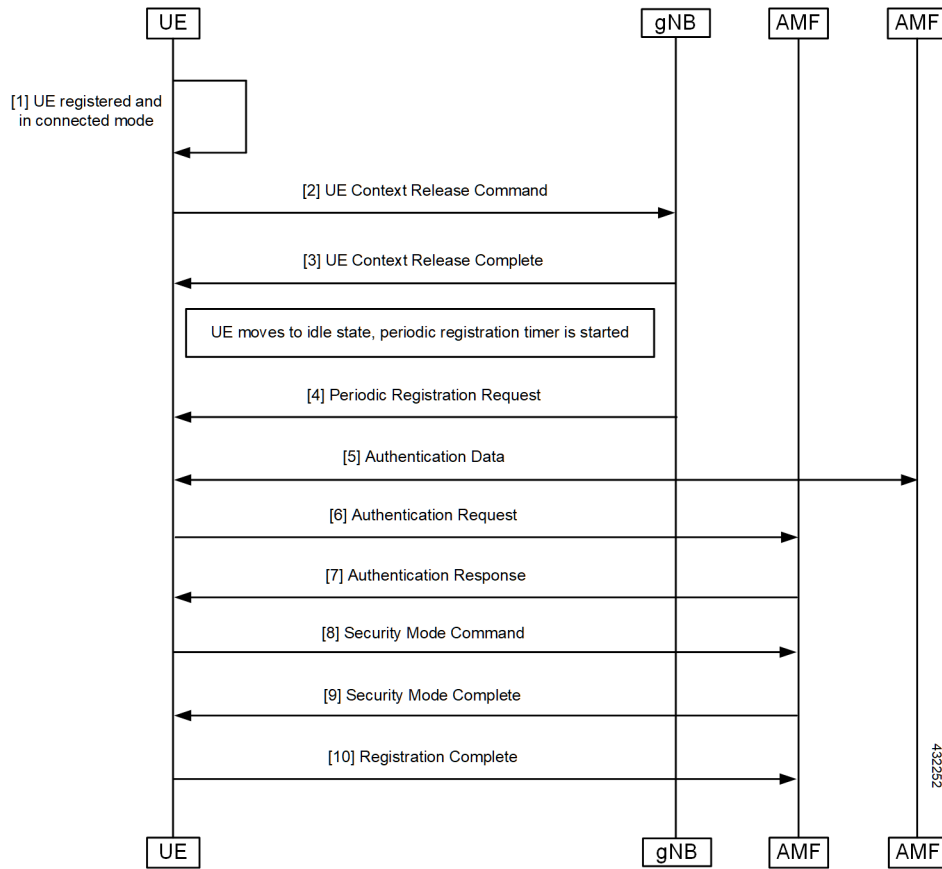 UE
gNB
AMF
AMF
[1] UE registered and
in connected mode
[2] UE Context Release Command
[3] UE Context Release Complete
UE moves to idle state, periodic registration timer is started
[4] Periodic Registration Request
[5] Authentication Data
[6] Authentication Request
[7] Authentication Response
[8] Security Mode Command
[9] Security Mode Complete
[10] Registration Complete
432252
UE
gNB
AMF
AMF